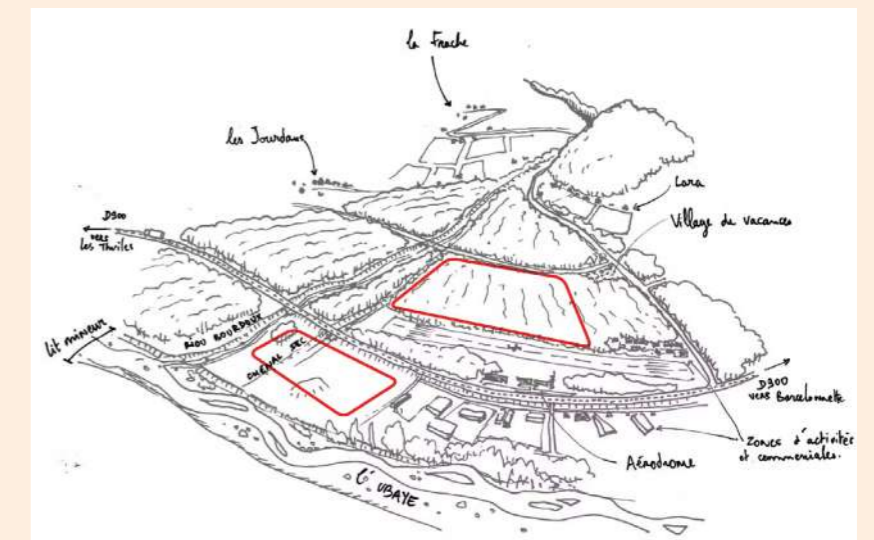 la Frache
les Jourdans
Lara
Village de vacances
D900
vers
les Thuiles
RIOU BOURDOUX
lit mineur
CHENAL SEC
D900
vers Barcelonnette
zones d'activités
et commerciales.
Aérodrome
l'UBAYE